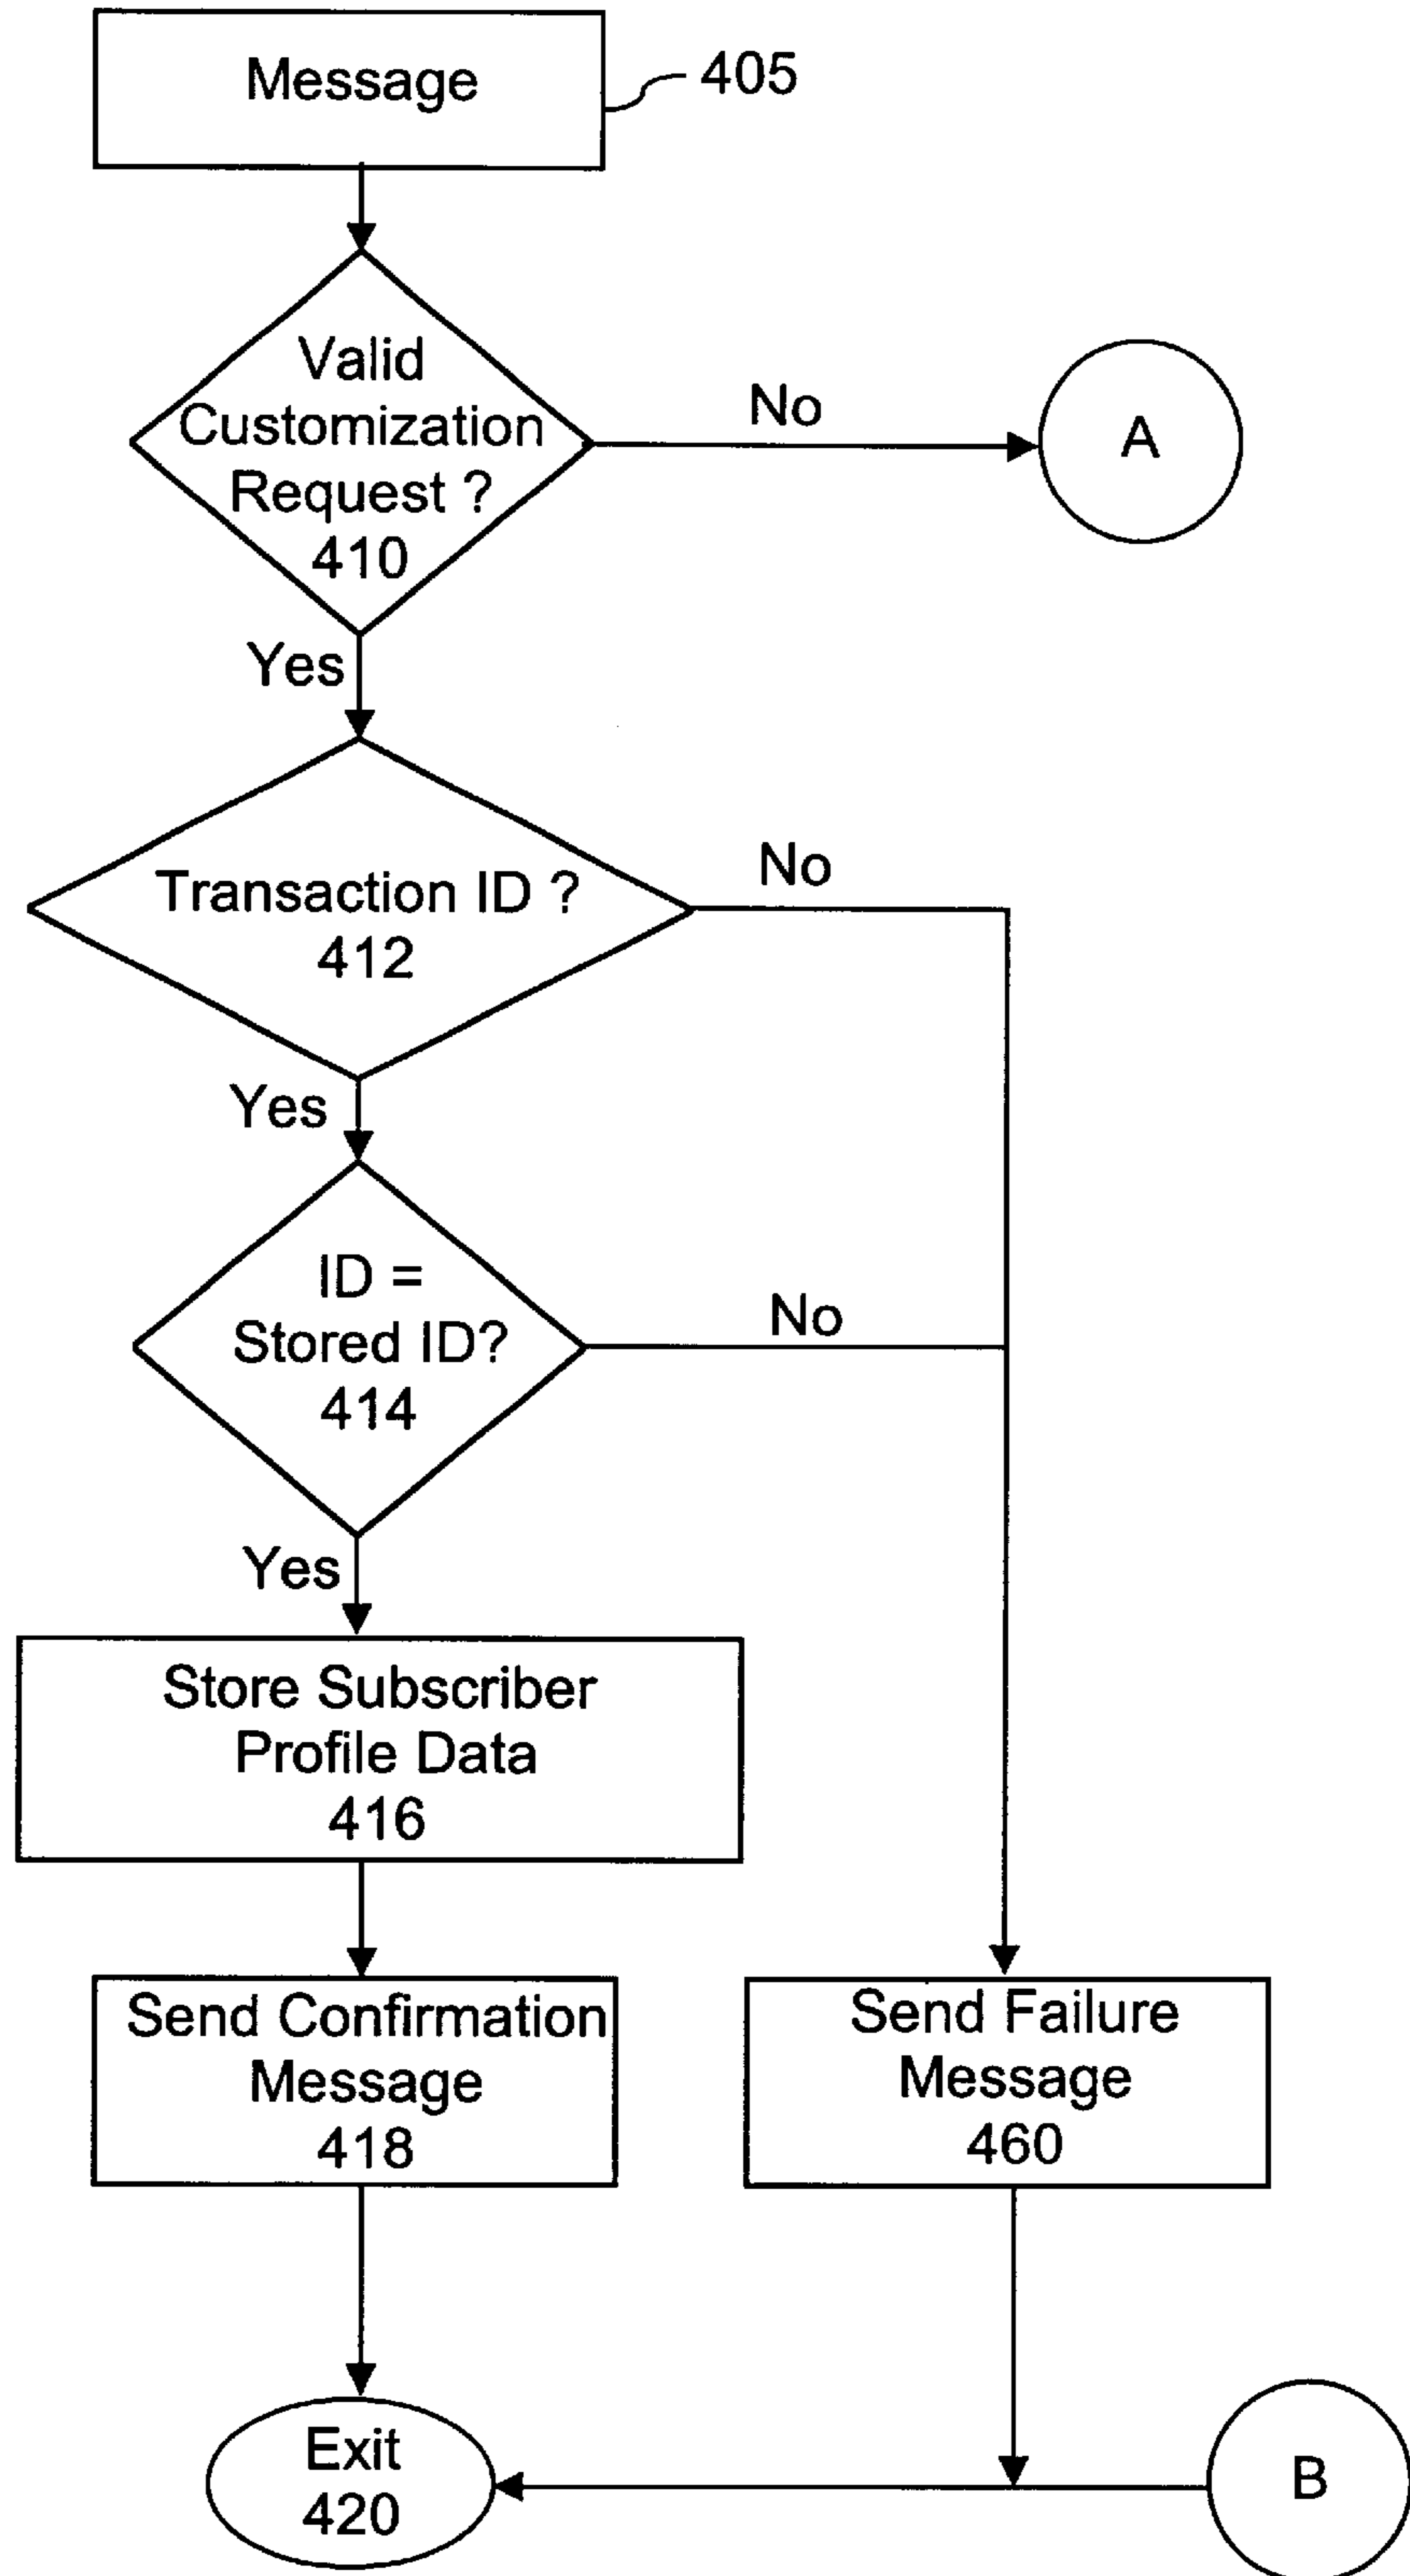 Message
405
Valid
Customization
Request ?
410
No
A
Yes
Transaction ID ?
412
No
Yes
ID =
Stored ID?
414
No
Yes
Store Subscriber
Profile Data
416
Send Confirmation
Message
418
Send Failure
Message
460
Exit
420
B